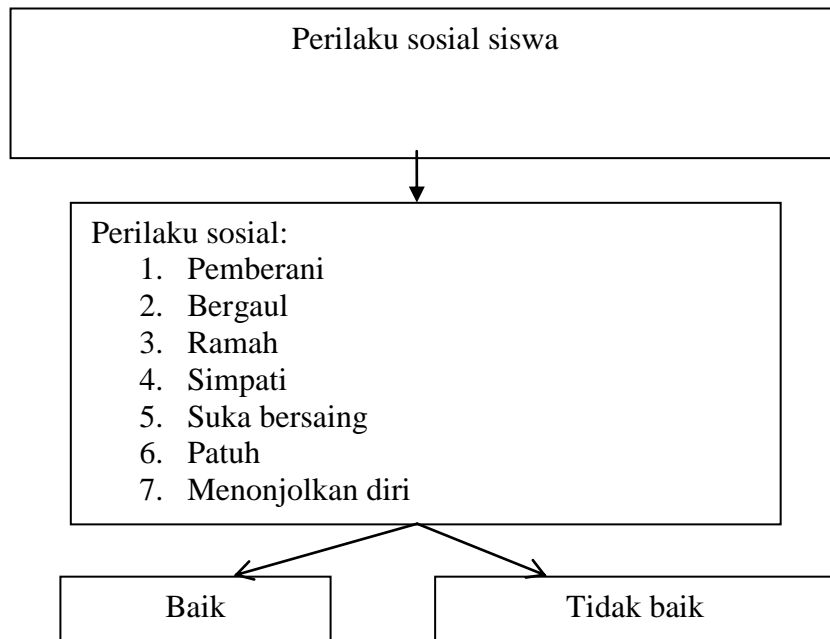 Perilaku sosial siswa
Perilaku sosial:
1. Pemberani
2. Bergaul
3. Ramah
4. Simpati
5. Suka bersaing
6. Patuh
7. Menonjolkan diri
Baik
Tidak baik